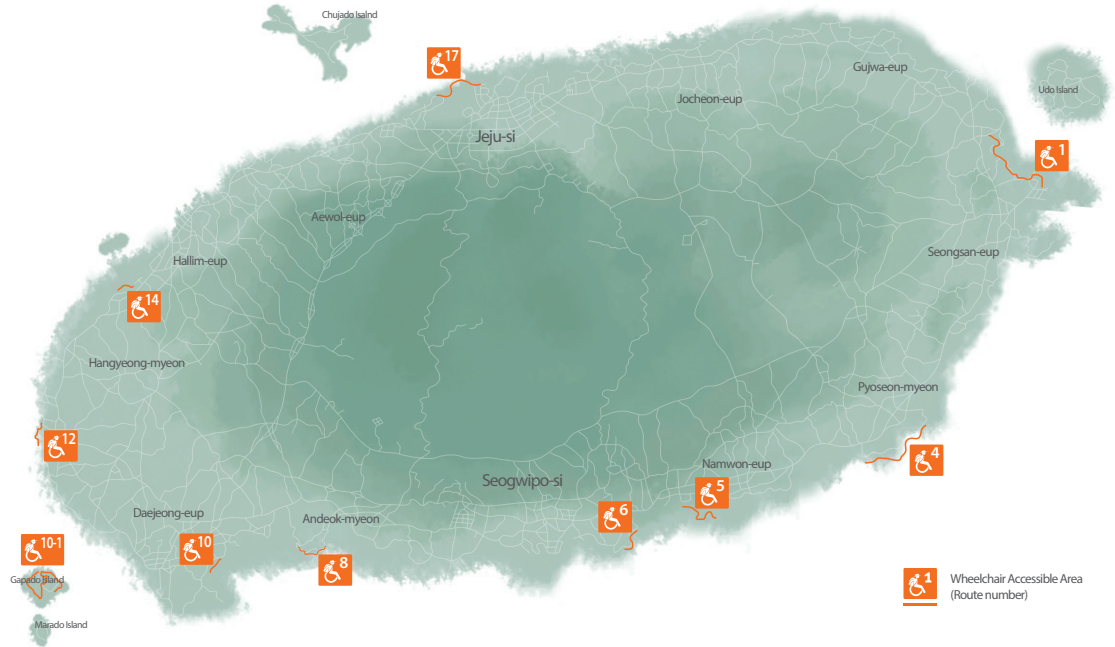 Chujado Isalnd
17
Gujwa-eup
Udo Island
Jocheon-eup
Jeju-si
1
Aewol-eup
Seongsan-eup
Hallim-eup
14
Hangyeong-myeon
Pyoseon-myeon
12
4
Namwon-eup
Seogwipo-si
5
6
Daejeong-eup
Andeok-myeon
10-1
10
8
Gapado Island
Marado Island
1
Wheelchair Accessible Area
(Route number)